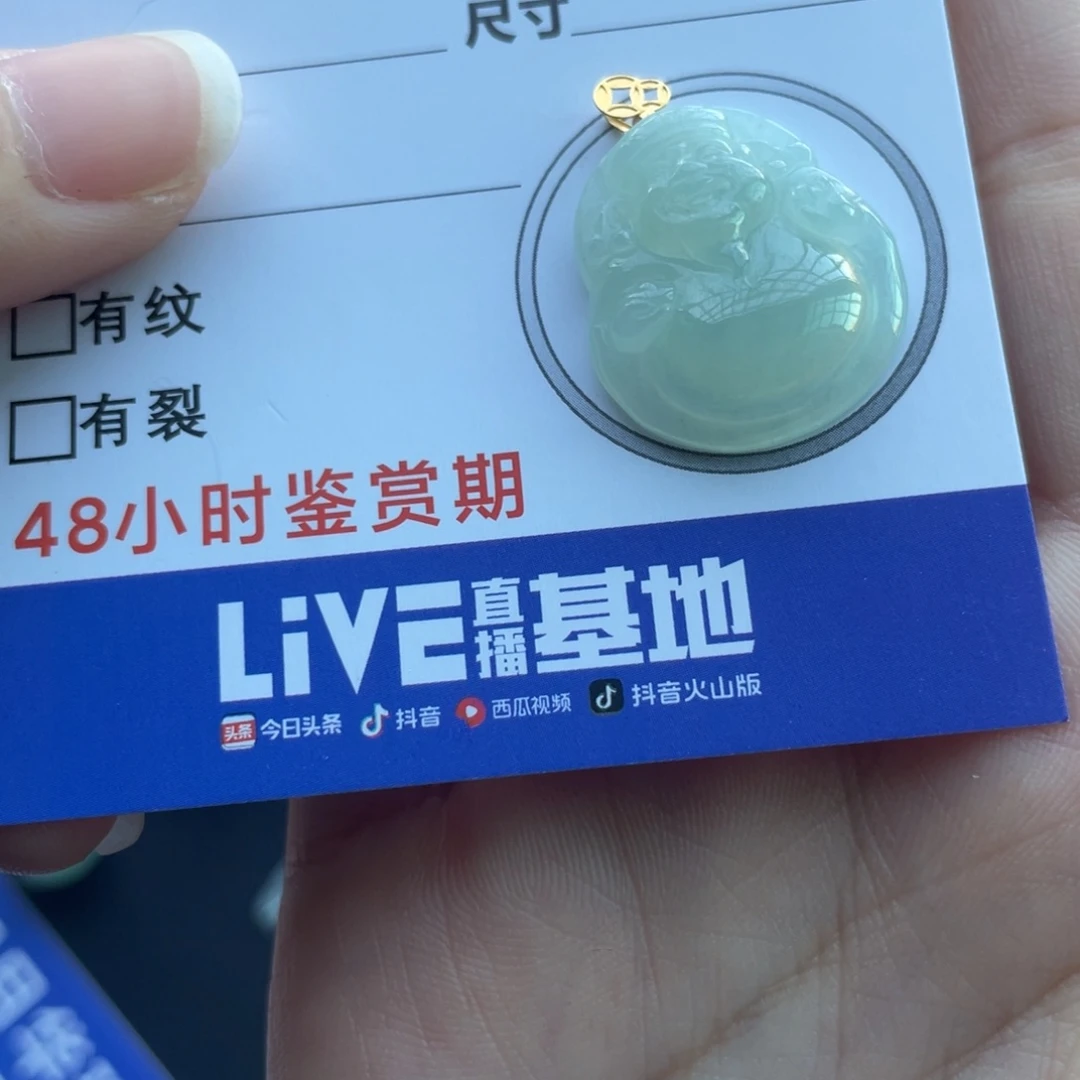 尺寸
有纹
有裂
48小时鉴赏期
LiVE直播基地
头条 今日头条 抖音 西瓜视频 抖音火山版